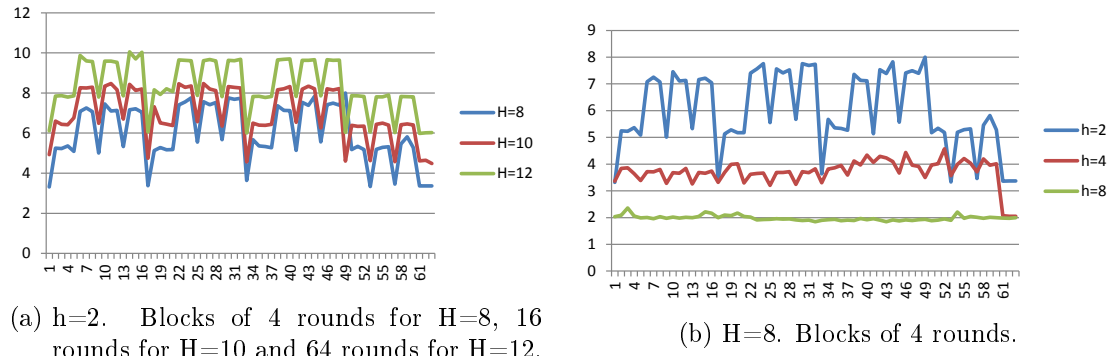 12
10
8
6
4
2
0
1 4 7 10 13 16 19 22 25 28 31 34 37 40 43 46 49 52 55 58 61
H=8
H=10
H=12
(a) h=2. Blocks of 4 rounds for H=8, 16
rounds for H=10 and 64 rounds for H=12.
9
8
7
6
5
4
3
2
1
0
1 4 7 10 13 16 19 22 25 28 31 34 37 40 43 46 49 52 55 58 61
h=2
h=4
h=8
(b) H=8. Blocks of 4 rounds.